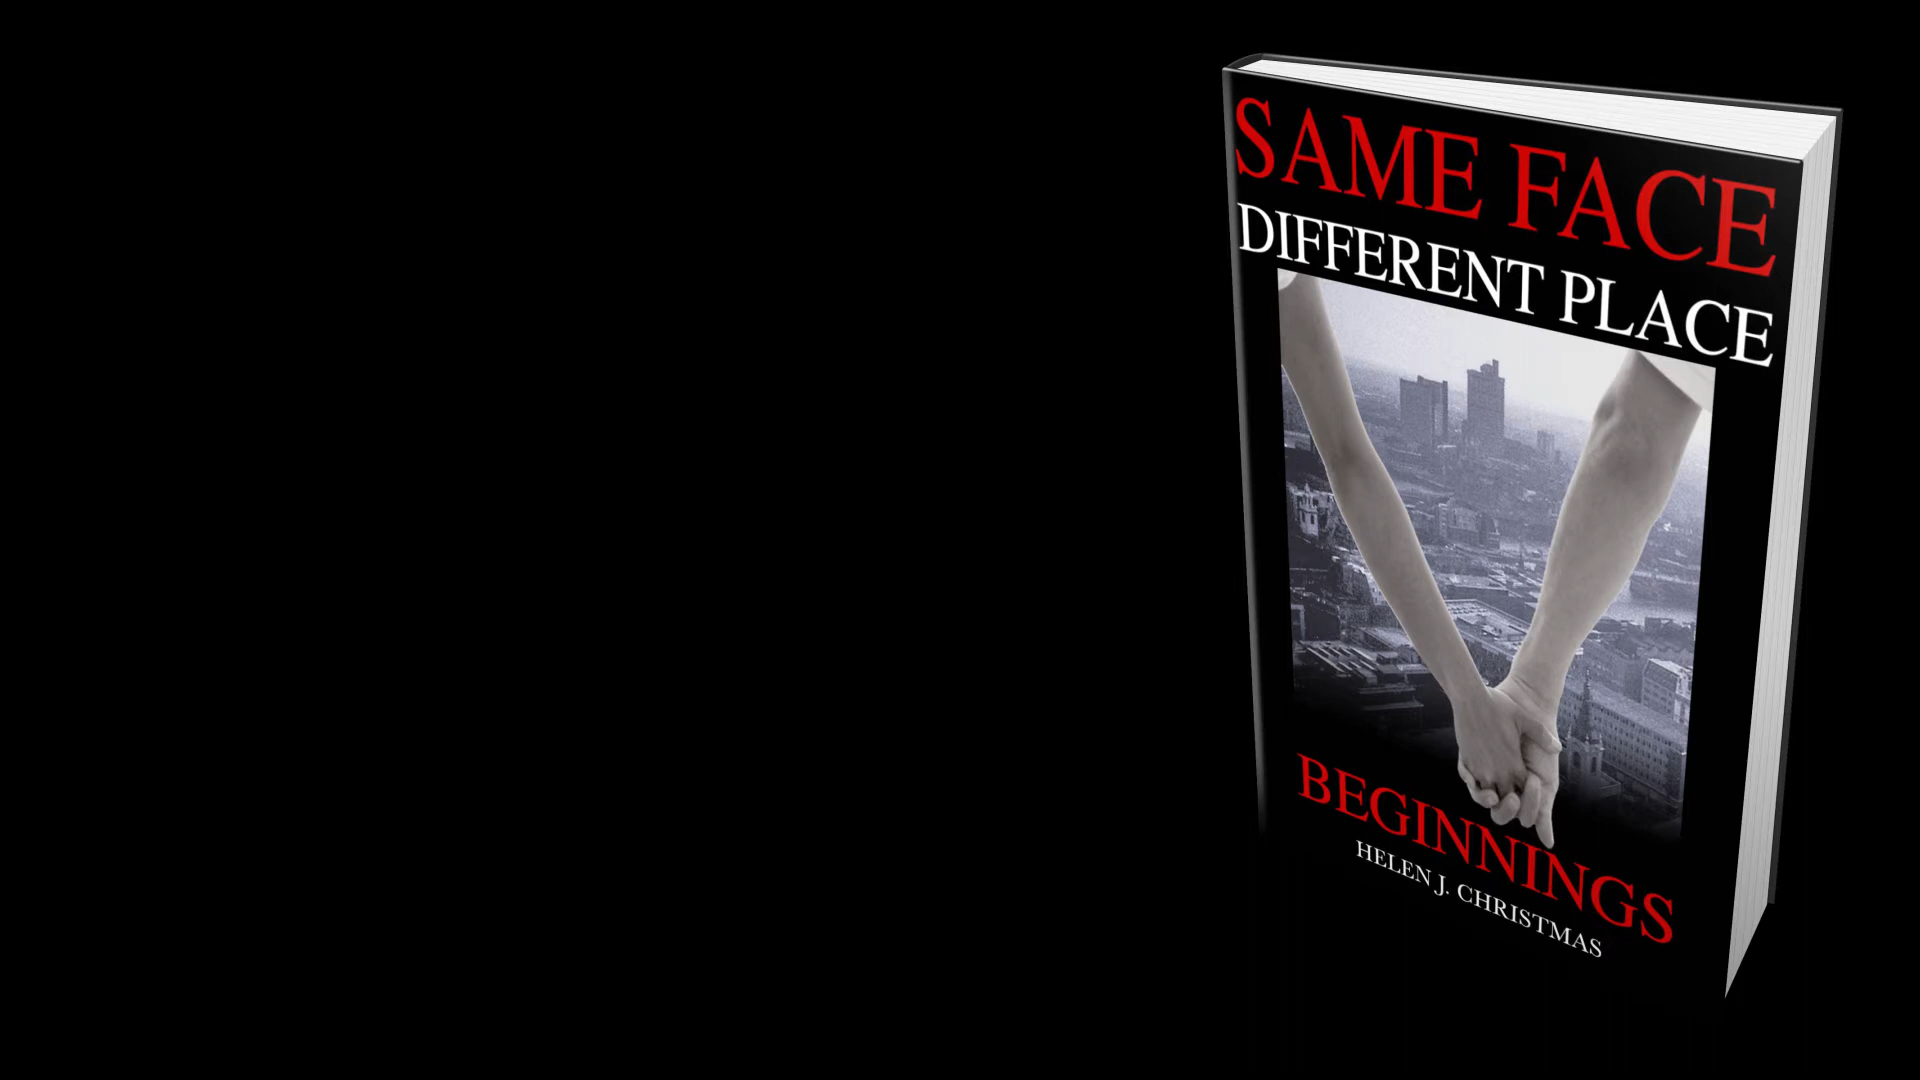 SAME FACE
DIFFERENT PLACE
BEGINNINGS
HELEN J. CHRISTMAS